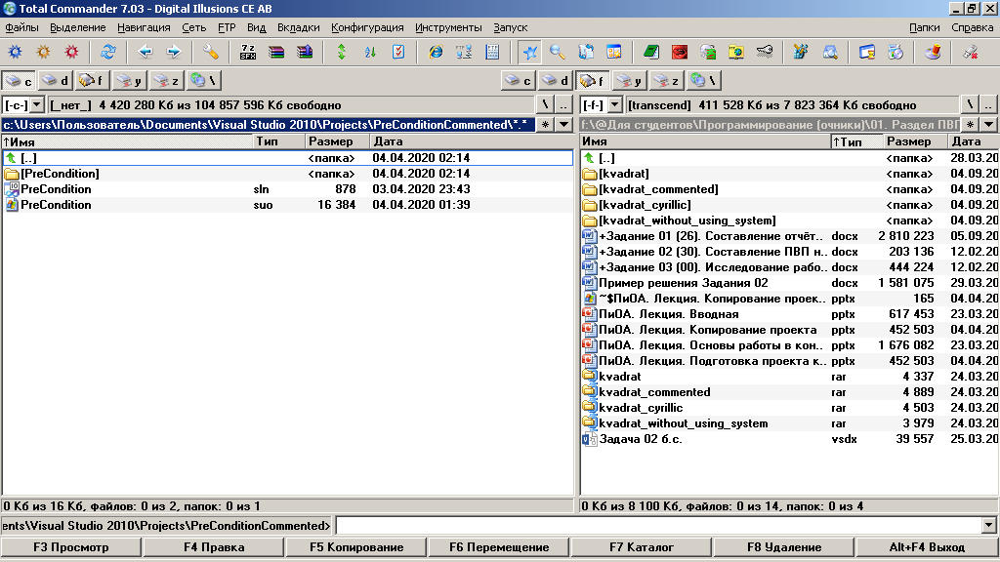 Total Commander 7.03 - Digital Illusions CE AB
Файлы Выделение Навигация Сеть FTP Вид Вкладки Конфигурация Инструменты Запуск Папки Справка
c d f y z \ c d f y z \
[-c-] [_нет_] 4 420 280 Кб из 104 857 596 Кб свободно \ .. [-f-] [transcend] 411 528 Кб из 7 823 364 Кб свободно \ ..
c:\Users\Пользователь\Documents\Visual Studio 2010\Projects\PreConditionCommented\*.* * f:\@Для студентов\Программирование (очники)\01. Раздел ПВП *
↑Имя Тип Размер Дата Имя ↑Тип Размер Дата
[..] <папка> 04.04.2020 02:14 [..] <папка> 28.03.20
[PreCondition] <папка> 04.04.2020 02:14 [kvadrat] <папка> 04.09.20
PreCondition sln 878 03.04.2020 23:43 [kvadrat_commented] <папка> 04.09.20
PreCondition suo 16 384 04.04.2020 01:39 [kvadrat_cyrillic] <папка> 04.09.20
[kvadrat_without_using_system] <папка> 04.09.20
+Задание 01 (26). Составление отчёт.. docx 2 810 223 05.09.20
+Задание 02 (30). Составление ПВП н.. docx 203 136 12.02.20
+Задание 03 (00). Исследование рабо.. docx 444 224 12.02.20
Пример решения Задания 02 docx 1 581 075 29.03.20
~$ПиОА. Лекция. Копирование проек.. pptx 165 04.04.20
ПиОА. Лекция. Вводная pptx 617 453 23.03.20
ПиОА. Лекция. Копирование проекта pptx 452 503 04.04.20
ПиОА. Лекция. Основы работы в кон.. pptx 1 676 082 23.03.20
ПиОА. Лекция. Подготовка проекта к.. pptx 452 503 04.04.20
kvadrat rar 4 337 24.03.20
kvadrat_commented rar 4 889 24.03.20
kvadrat_cyrillic rar 4 503 24.03.20
kvadrat_without_using_system rar 3 979 24.03.20
Задача 02 б.с. vsdx 39 557 25.03.20
0 Кб из 16 Кб, файлов: 0 из 2, папок: 0 из 1 0 Кб из 8 100 Кб, файлов: 0 из 14, папок: 0 из 4
ents\Visual Studio 2010\Projects\PreConditionCommented>
F3 Просмотр F4 Правка F5 Копирование F6 Перемещение F7 Каталог F8 Удаление Alt+F4 Выход